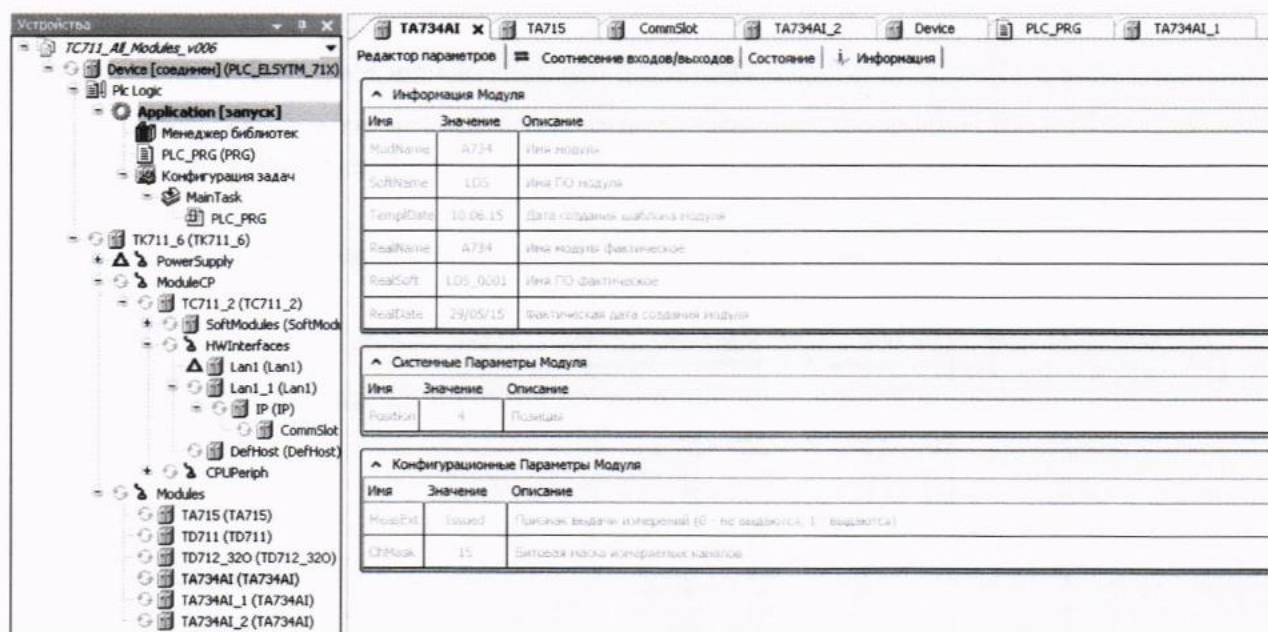 Устройства
TC711_All_Modules_v006
Device [соединен] (PLC_ELSYTM_71X)
Plc Logic
Application [запуск]
Менеджер библиотек
PLC_PRG (PRG)
Конфигурация задач
MainTask
PLC_PRG
TK711_6 (TK711_6)
PowerSupply
ModuleCP
TC711_2 (TC711_2)
SoftModules (SoftModu
HWInterfaces
Lan1 (Lan1)
Lan1_1 (Lan1)
IP (IP)
CommSlot
DefHost (DefHost)
CPUPeriph
Modules
TA715 (TA715)
TD711 (TD711)
TD712_32O (TD712_32O)
TA734AI (TA734AI)
TA734AI_1 (TA734AI)
TA734AI_2 (TA734AI)
TA734AI TA715 CommSlot TA734AI_2 Device PLC_PRG TA734AI_1
Редактор параметров Соотнесение входов/выходов Состояние Информация
Информация Модуля
Имя Значение Описание
ModName A734 Имя модуля
SoftName LDS Имя ПО модуля
TemplDate 10.06.15 Дата создания шаблона модуля
RealName A734 Имя модуля фактическое
RealSoft LDS_0001 Имя ПО фактическое
RealDate 29/05/15 Фактическая дата создания модуля
Системные Параметры Модуля
Имя Значение Описание
Position 4 Позиция
Конфигурационные Параметры Модуля
Имя Значение Описание
MeasExt Issued Признак выдачи измерений (0 - не выдаются, 1 - выдаются)
ChMask 15 Битовая маска измеряемых каналов